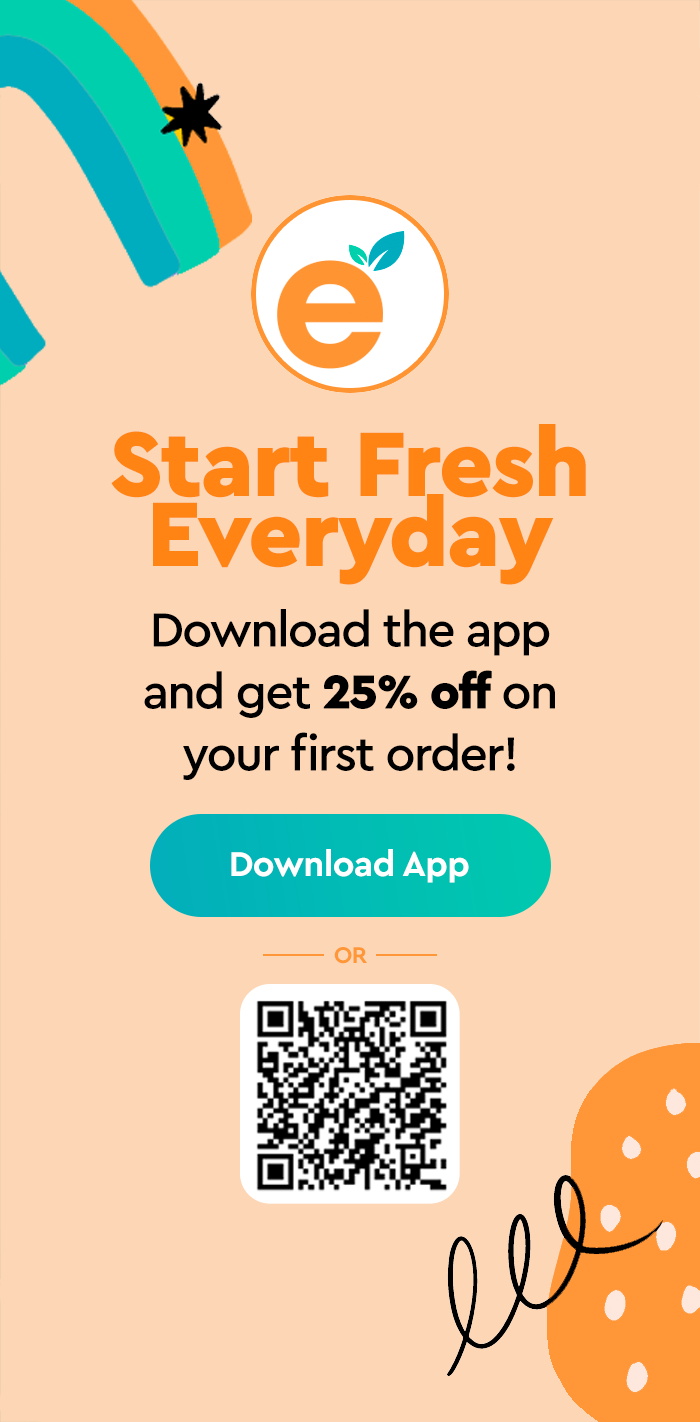 e
Start Fresh
Everyday
Download the app
and get 25% off on
your first order!
Download App
OR